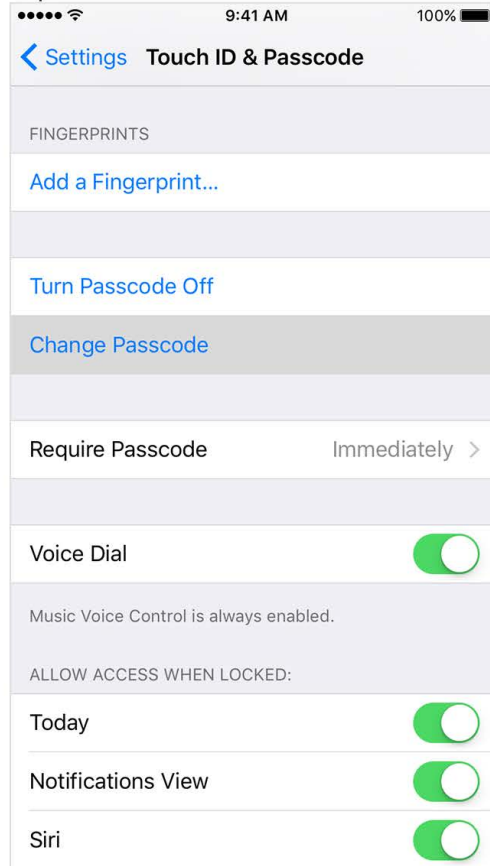 9:41 AM 100%
Settings Touch ID & Passcode
FINGERPRINTS
Add a Fingerprint...
Turn Passcode Off
Change Passcode
Require Passcode Immediately
Voice Dial
Music Voice Control is always enabled.
ALLOW ACCESS WHEN LOCKED:
Today
Notifications View
Siri